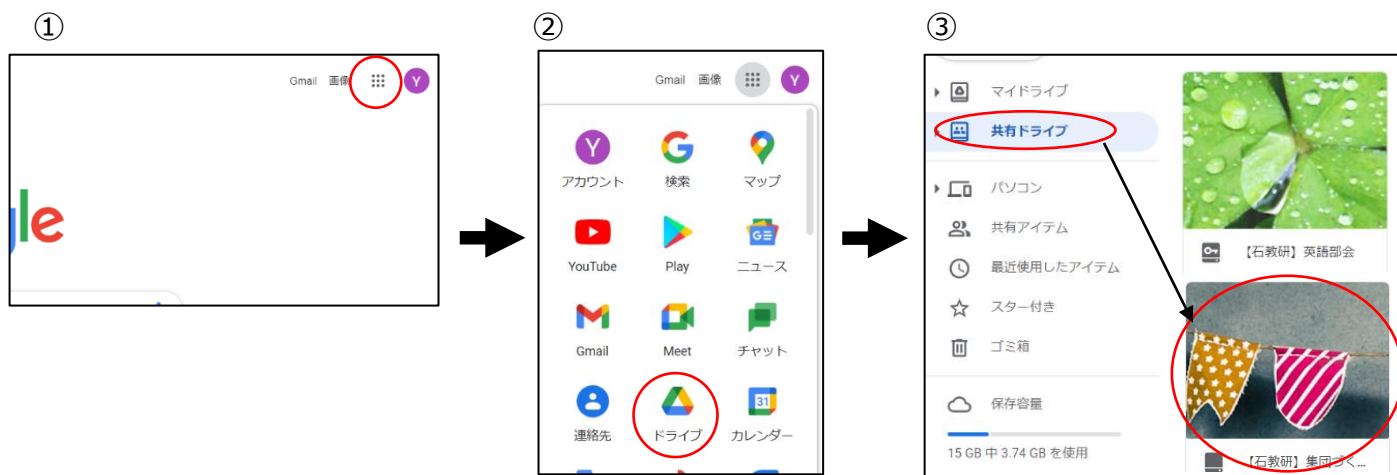 ①
②
③
Gmail 画像
Y
le
Gmail 画像
Y
Y
アカウント 検索 マップ
YouTube Play ニュース
Gmail Meet チャット
31
連絡先 ドライブ カレンダー
マイドライブ
共有ドライブ
パソコン
共有アイテム
最近使用したアイテム
スター付き
ゴミ箱
保存容量
15 GB 中 3.74 GB を使用
【石教研】英語部会
【石教研】集団づく...